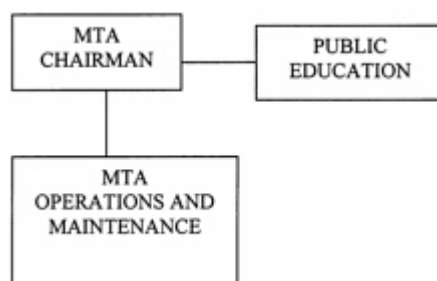 MTA
CHAIRMAN
PUBLIC
EDUCATION
MTA
OPERATIONS AND
MAINTENANCE